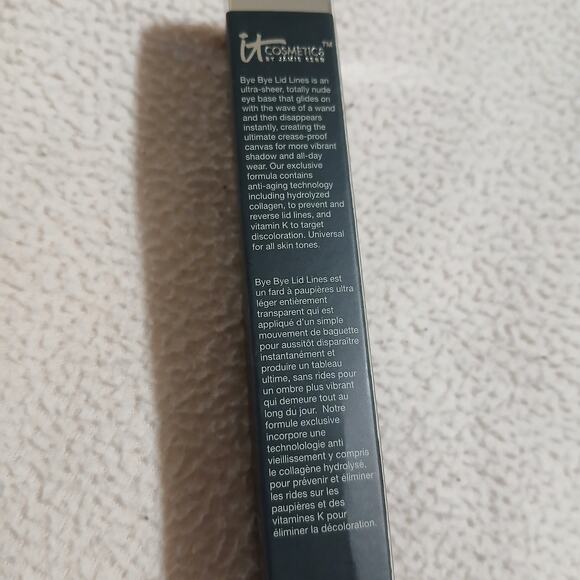 it
COSMETICS™
BY JAMIE KERN
Bye Bye Lid Lines is an
ultra-sheer, totally nude
eye base that glides on
with the wave of a wand
and then disappears
instantly, creating the
ultimate crease-proof
canvas for more vibrant
shadow and all-day
wear. Our exclusive
formula contains
anti-aging technology
including hydrolyzed
collagen, to prevent and
reverse lid lines, and
vitamin K to target
discoloration. Universal
for all skin tones.
Bye Bye Lid Lines est
un fard à paupières ultra
léger entièrement
transparent qui est
appliqué d'un simple
mouvement de baguette
pour aussitôt disparaître
instantanément et
produire un tableau
ultime, sans rides pour
un ombre plus vibrant
qui demeure tout au
long du jour. Notre
formule exclusive
incorpore une
technolologie anti
vieillissement y compris
le collagène hydrolysé,
pour prévenir et éliminer
les rides sur les
paupières et des
vitamines K pour
éliminer la décoloration.